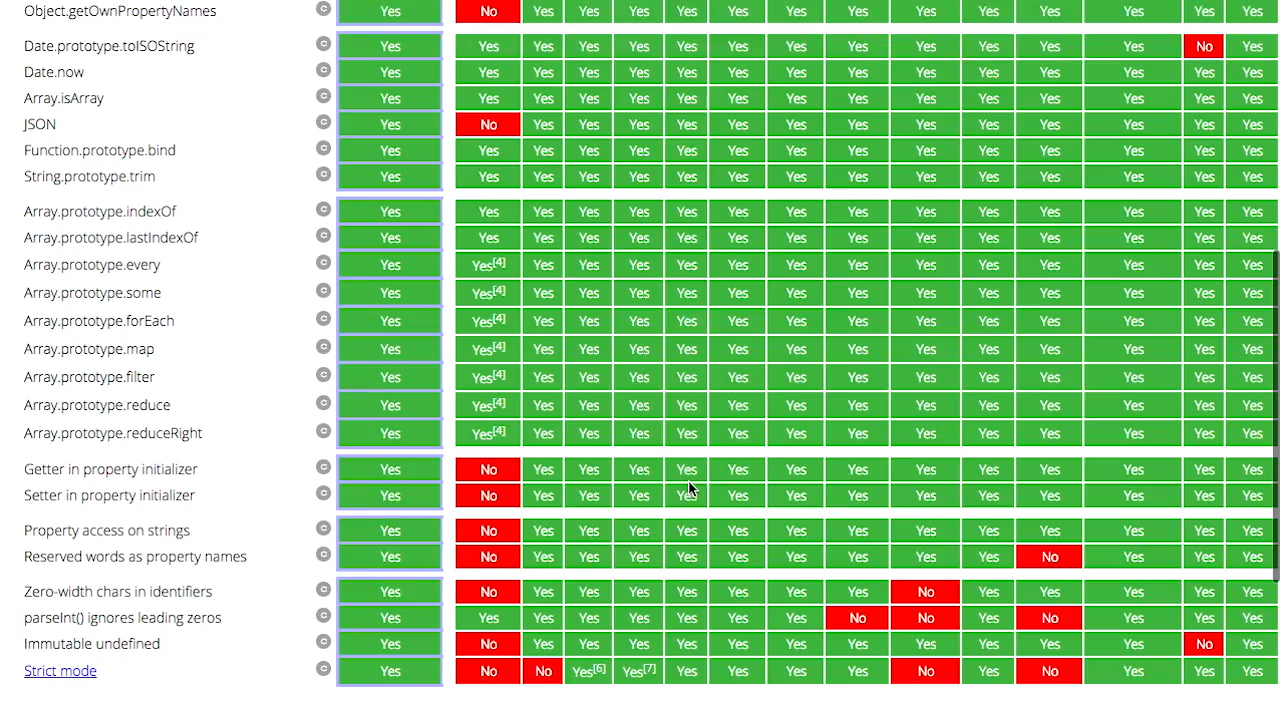 Object.getOwnPropertyNames c Yes No Yes Yes Yes Yes Yes Yes Yes Yes Yes Yes Yes Yes Yes
Date.prototype.toISOString c Yes Yes Yes Yes Yes Yes Yes Yes Yes Yes Yes Yes Yes No Yes
Date.now c Yes Yes Yes Yes Yes Yes Yes Yes Yes Yes Yes Yes Yes Yes Yes
Array.isArray c Yes Yes Yes Yes Yes Yes Yes Yes Yes Yes Yes Yes Yes Yes Yes
JSON c Yes No Yes Yes Yes Yes Yes Yes Yes Yes Yes Yes Yes Yes Yes
Function.prototype.bind c Yes Yes Yes Yes Yes Yes Yes Yes Yes Yes Yes Yes Yes Yes Yes
String.prototype.trim c Yes Yes Yes Yes Yes Yes Yes Yes Yes Yes Yes Yes Yes Yes Yes
Array.prototype.indexOf c Yes Yes Yes Yes Yes Yes Yes Yes Yes Yes Yes Yes Yes Yes Yes
Array.prototype.lastIndexOf c Yes Yes Yes Yes Yes Yes Yes Yes Yes Yes Yes Yes Yes Yes Yes
Array.prototype.every c Yes Yes[4] Yes Yes Yes Yes Yes Yes Yes Yes Yes Yes Yes Yes Yes
Array.prototype.some c Yes Yes[4] Yes Yes Yes Yes Yes Yes Yes Yes Yes Yes Yes Yes Yes
Array.prototype.forEach c Yes Yes[4] Yes Yes Yes Yes Yes Yes Yes Yes Yes Yes Yes Yes Yes
Array.prototype.map c Yes Yes[4] Yes Yes Yes Yes Yes Yes Yes Yes Yes Yes Yes Yes Yes
Array.prototype.filter c Yes Yes[4] Yes Yes Yes Yes Yes Yes Yes Yes Yes Yes Yes Yes Yes
Array.prototype.reduce c Yes Yes[4] Yes Yes Yes Yes Yes Yes Yes Yes Yes Yes Yes Yes Yes
Array.prototype.reduceRight c Yes Yes[4] Yes Yes Yes Yes Yes Yes Yes Yes Yes Yes Yes Yes Yes
Getter in property initializer c Yes No Yes Yes Yes Yes Yes Yes Yes Yes Yes Yes Yes Yes Yes
Setter in property initializer c Yes No Yes Yes Yes Yes Yes Yes Yes Yes Yes Yes Yes Yes Yes
Property access on strings c Yes No Yes Yes Yes Yes Yes Yes Yes Yes Yes Yes Yes Yes Yes
Reserved words as property names c Yes No Yes Yes Yes Yes Yes Yes Yes Yes Yes No Yes Yes Yes
Zero-width chars in identifiers c Yes No Yes Yes Yes Yes Yes Yes Yes No Yes Yes Yes Yes Yes
parseInt() ignores leading zeros c Yes Yes Yes Yes Yes Yes Yes Yes No No Yes No Yes Yes Yes
Immutable undefined c Yes No Yes Yes Yes Yes Yes Yes Yes Yes Yes Yes Yes No Yes
Strict mode c Yes No No Yes[6] Yes[7] Yes Yes Yes Yes No Yes No Yes Yes Yes